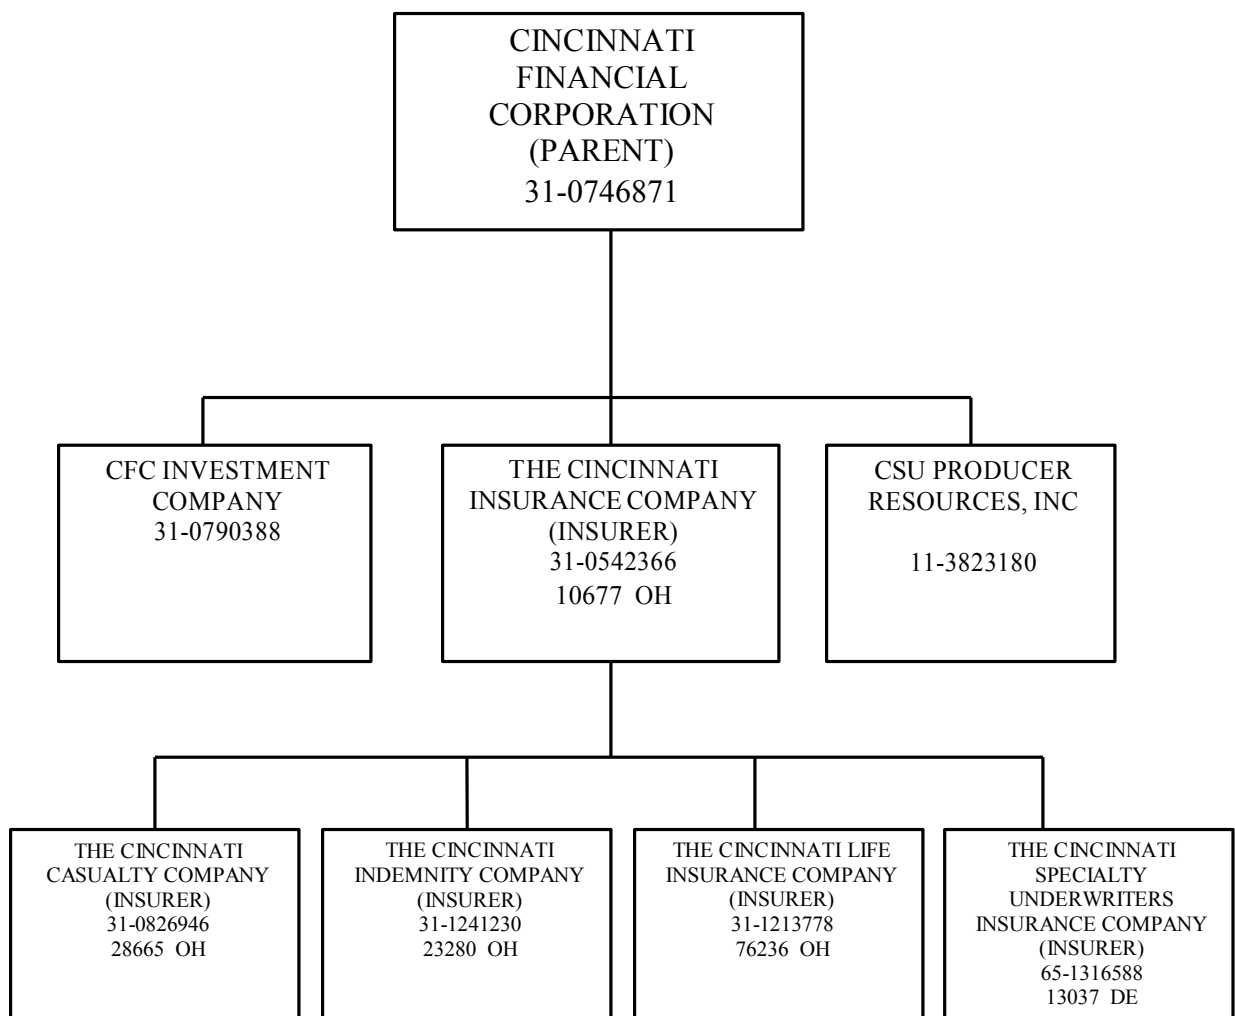 CINCINNATI
FINANCIAL
CORPORATION
(PARENT)
31-0746871
CFC INVESTMENT
COMPANY
31-0790388
THE CINCINNATI
INSURANCE COMPANY
(INSURER)
31-0542366
10677 OH
CSU PRODUCER
RESOURCES, INC
11-3823180
THE CINCINNATI
CASUALTY COMPANY
(INSURER)
31-0826946
28665 OH
THE CINCINNATI
INDEMNITY COMPANY
(INSURER)
31-1241230
23280 OH
THE CINCINNATI LIFE
INSURANCE COMPANY
(INSURER)
31-1213778
76236 OH
THE CINCINNATI
SPECIALTY
UNDERWRITERS
INSURANCE COMPANY
(INSURER)
65-1316588
13037 DE